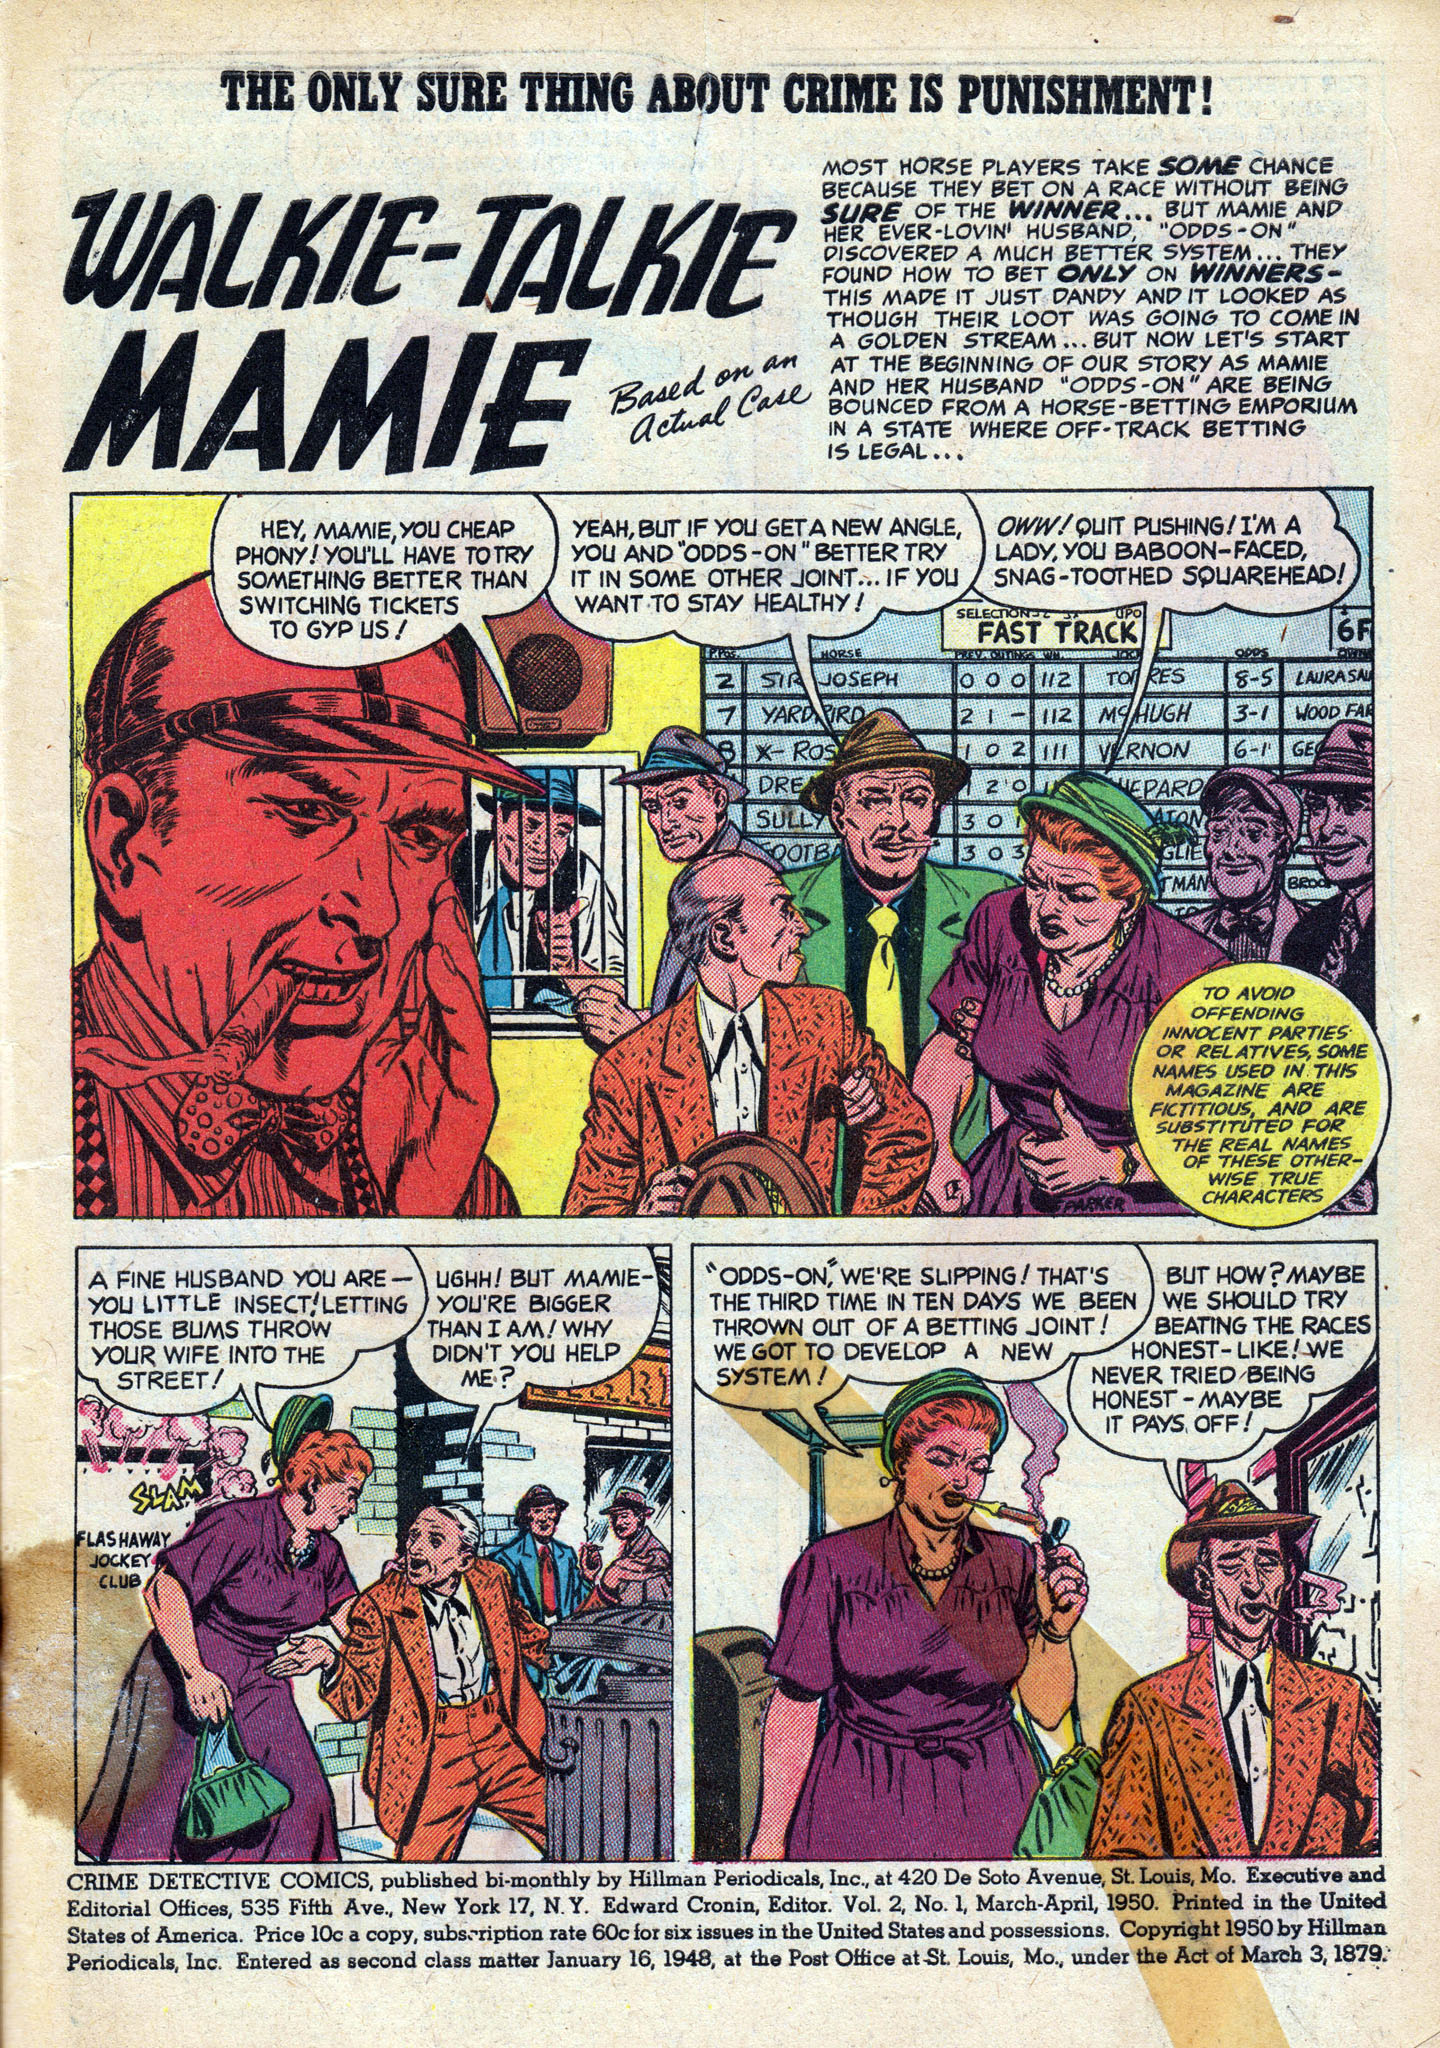 THE ONLY SURE THING ABOUT CRIME IS PUNISHMENT!
WALKIE-TALKIE
MAMIE
Based on an
Actual Case
MOST HORSE PLAYERS TAKE SOME CHANCE
BECAUSE THEY BET ON A RACE WITHOUT BEING
SURE OF THE WINNER... BUT MAMIE AND
HER EVER-LOVIN' HUSBAND, "ODDS-ON"
DISCOVERED A MUCH BETTER SYSTEM... THEY
FOUND HOW TO BET ONLY ON WINNERS-
THIS MADE IT JUST DANDY AND IT LOOKED AS
THOUGH THEIR LOOT WAS GOING TO COME IN
A GOLDEN STREAM... BUT NOW LET'S START
AT THE BEGINNING OF OUR STORY AS MAMIE
AND HER HUSBAND "ODDS-ON" ARE BEING
BOUNCED FROM A HORSE-BETTING EMPORIUM
IN A STATE WHERE OFF-TRACK BETTING
IS LEGAL...
HEY, MAMIE, YOU CHEAP
PHONY! YOU'LL HAVE TO TRY
SOMETHING BETTER THAN
SWITCHING TICKETS
TO GYP US!
YEAH, BUT IF YOU GET A NEW ANGLE,
YOU AND "ODDS-ON" BETTER TRY
IT IN SOME OTHER JOINT... IF YOU
WANT TO STAY HEALTHY!
OWW! QUIT PUSHING! I'M A
LADY, YOU BABOON-FACED,
SNAG-TOOTHED SQUAREHEAD!
SELECTIONS
FAST TRACK
6F
HORSE PREV. OUTINGS WN. ODDS
2 SIR JOSEPH 0 0 0 112 TORRES 8-5 LAURA SAU
7 YARDBIRD 2 1 - 112 McHUGH 3-1 WOOD FAR
8 X-ROS 1 0 2 111 VERNON 6-1 GEO
DRE 1 2 0 HEPARD
SULLY 3 0 1 ATON
FOOTBA 3 0 3 GLIE
TMAN BROO
TO AVOID
OFFENDING
INNOCENT PARTIES
OR RELATIVES, SOME
NAMES USED IN THIS
MAGAZINE ARE
FICTITIOUS, AND ARE
SUBSTITUTED FOR
THE REAL NAMES
OF THESE OTHER-
WISE TRUE
CHARACTERS
PARKER
A FINE HUSBAND YOU ARE-
YOU LITTLE INSECT! LETTING
THOSE BUMS THROW
YOUR WIFE INTO THE
STREET!
UGHH! BUT MAMIE-
YOU'RE BIGGER
THAN I AM! WHY
DIDN'T YOU HELP
ME?
SLAM
FLASHAWAY
JOCKEY
CLUB
"ODDS-ON," WE'RE SLIPPING! THAT'S
THE THIRD TIME IN TEN DAYS WE BEEN
THROWN OUT OF A BETTING JOINT!
WE GOT TO DEVELOP A NEW
SYSTEM!
BUT HOW? MAYBE
WE SHOULD TRY
BEATING THE RACES
HONEST-LIKE! WE
NEVER TRIED BEING
HONEST - MAYBE
IT PAYS OFF!
CRIME DETECTIVE COMICS, published bi-monthly by Hillman Periodicals, Inc., at 420 De Soto Avenue, St. Louis, Mo. Executive and
Editorial Offices, 535 Fifth Ave., New York 17, N. Y. Edward Cronin, Editor. Vol. 2, No. 1, March-April, 1950. Printed in the United
States of America. Price 10c a copy, subscription rate 60c for six issues in the United States and possessions. Copyright 1950 by Hillman
Periodicals, Inc. Entered as second class matter January 16, 1948, at the Post Office at St. Louis, Mo., under the Act of March 3, 1879.